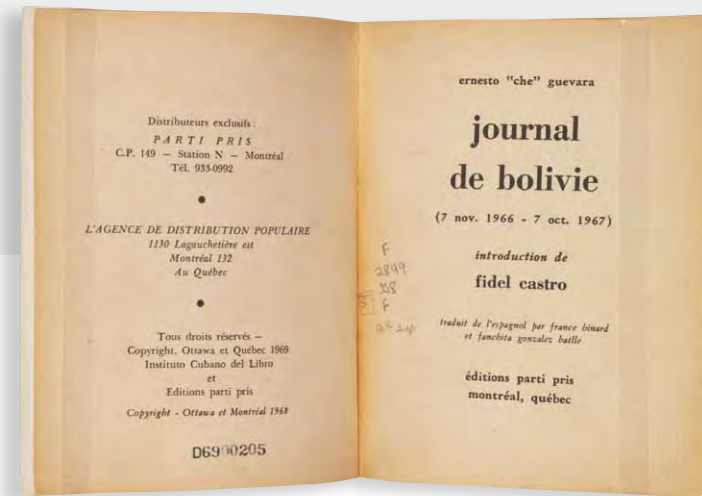 Distributeurs exclusifs :
PARTI PRIS
C.P. 149 — Station N — Montréal
Tél. 933-0992
•
L'AGENCE DE DISTRIBUTION POPULAIRE
1130 Lagauchetière est
Montréal 132
Au Québec
•
Tous droits réservés —
Copyright, Ottawa et Québec 1969
Instituto Cubano del Libro
et
Editions parti pris
Copyright - Ottawa et Montréal 1968
D6900205
F
2849
F
ernesto "che" guevara
journal
de bolivie
(7 nov. 1966 - 7 oct. 1967)
introduction de
fidel castro
traduit de l'espagnol par france binard
et fanchita gonzalez batlle
éditions parti pris
montréal, québec